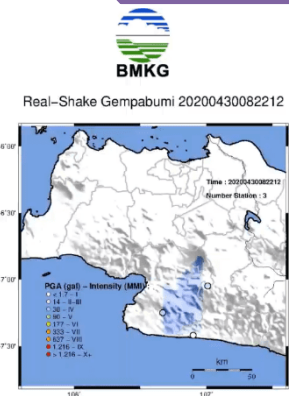 BMKG
Real-Shake Gempabumi 20200430082212
Time : 20200430082212
Number Station : 3
6˚00'
6˚30'
7˚00'
7˚30'
PGA (gal) - Intensity (MMI)
< 1.7 - I
14 - II-III
39 - IV
90 - V
177 - VI
333 - VII
627 - VIII
1,216 - IX
> 1,216 - X+
km
0
50
106˚
107˚